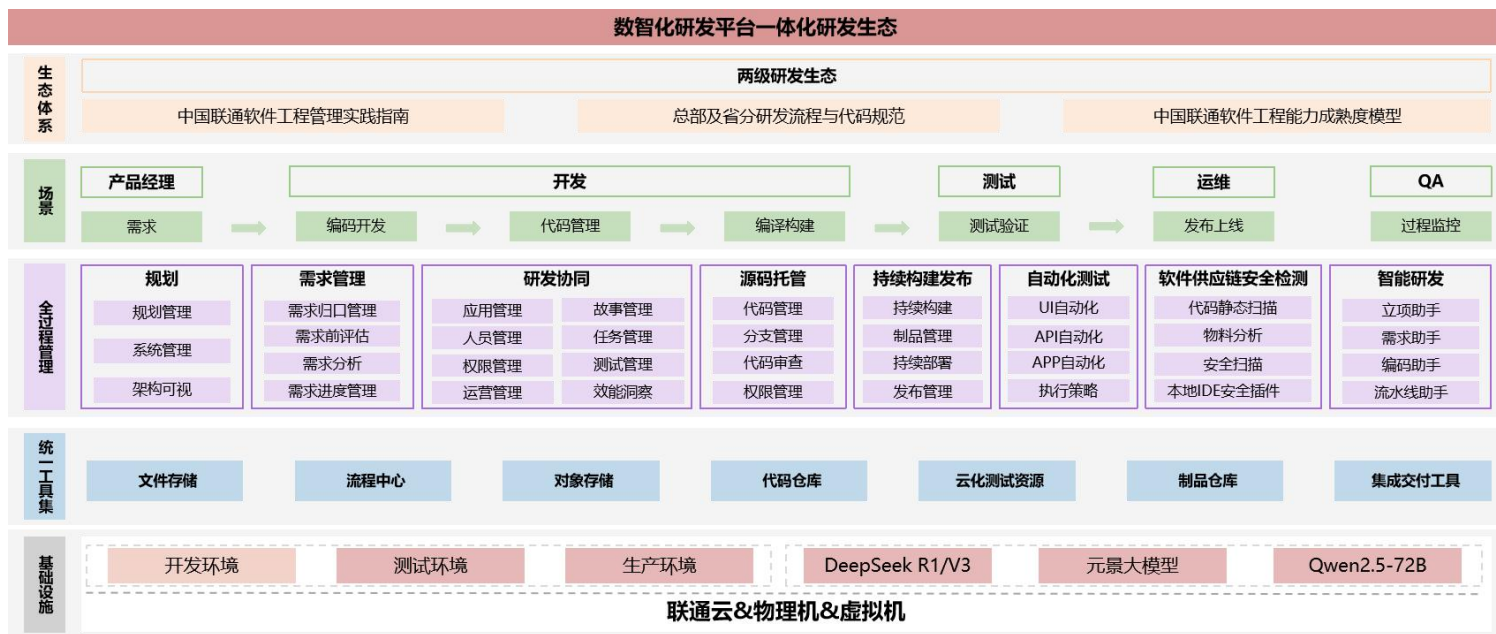 数智化研发平台一体化研发生态
生态体系
两级研发生态
中国联通软件工程管理实践指南
总部及省分研发流程与代码规范
中国联通软件工程能力成熟度模型
场景
产品经理
开发
测试
运维
QA
需求
编码开发
代码管理
编译构建
测试验证
发布上线
过程监控
全过程管理
规划
规划管理
系统管理
架构可视
需求管理
需求归口管理
需求前评估
需求分析
需求进度管理
研发协同
应用管理
故事管理
人员管理
任务管理
权限管理
测试管理
运营管理
效能洞察
源码托管
代码管理
分支管理
代码审查
权限管理
持续构建发布
持续构建
制品管理
持续部署
发布管理
自动化测试
UI自动化
API自动化
APP自动化
执行策略
软件供应链安全检测
代码静态扫描
物料分析
安全扫描
本地IDE安全插件
智能研发
立项助手
需求助手
编码助手
流水线助手
统一工具集
文件存储
流程中心
对象存储
代码仓库
云化测试资源
制品仓库
集成交付工具
基础设施
开发环境
测试环境
生产环境
DeepSeek R1/V3
元景大模型
Qwen2.5-72B
联通云&物理机&虚拟机